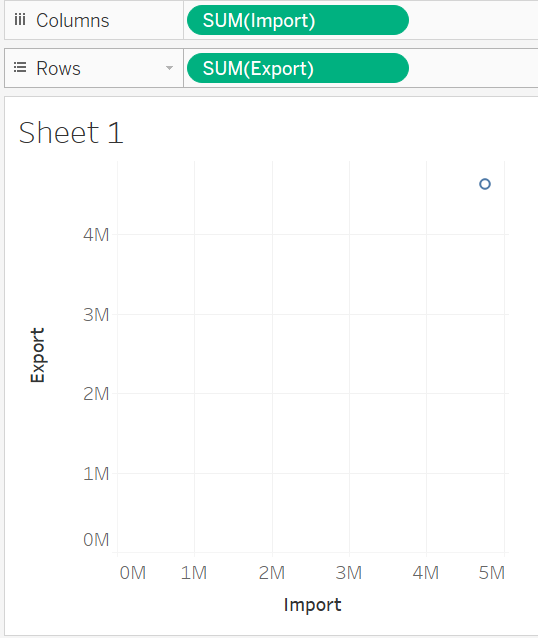 Columns SUM(Import)
Rows SUM(Export)
Sheet 1
4M
3M
2M
1M
0M
Export
0M 1M 2M 3M 4M 5M
Import